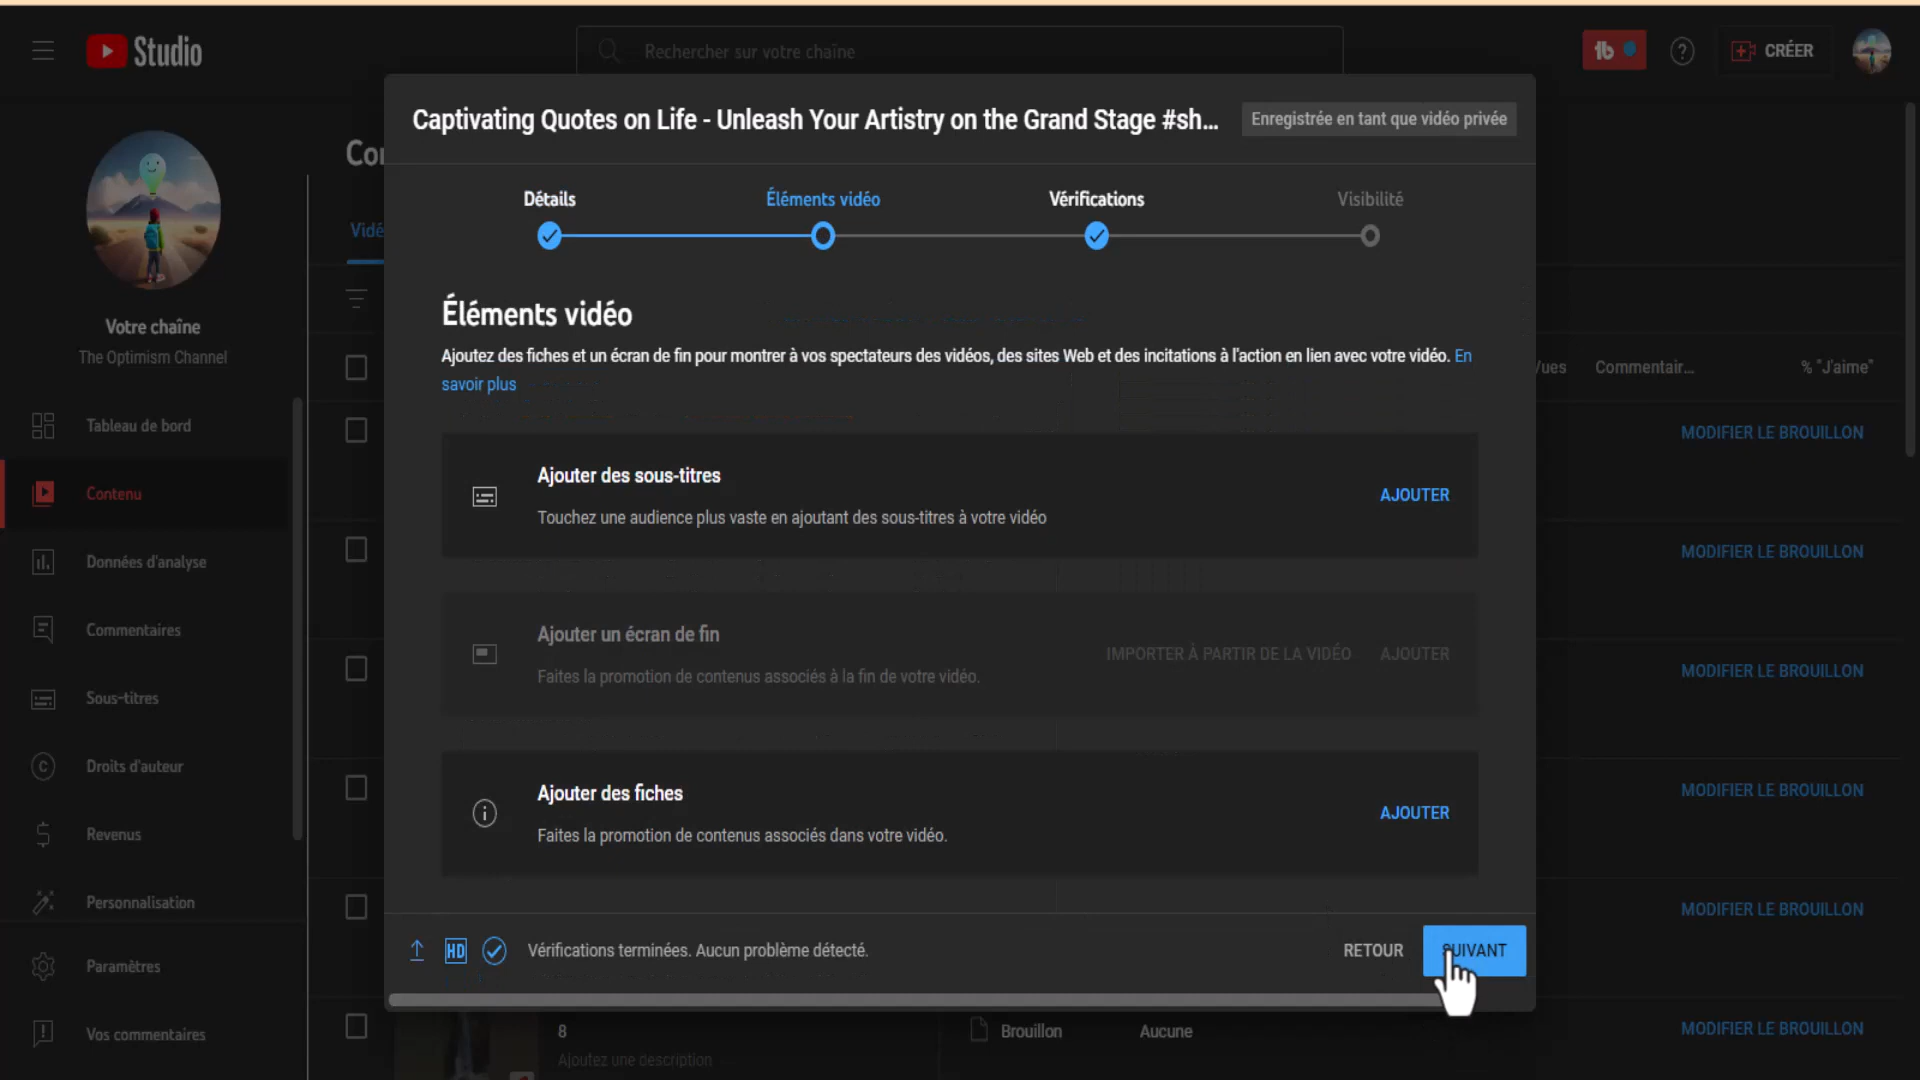 Studio
Rechercher sur votre chaîne
CRÉER
Captivating Quotes on Life - Unleash Your Artistry on the Grand Stage #sh...
Enregistrée en tant que vidéo privée
Détails
Éléments vidéo
Vérifications
Visibilité
Éléments vidéo
Ajoutez des fiches et un écran de fin pour montrer à vos spectateurs des vidéos, des sites Web et des incitations à l'action en lien avec votre vidéo. En
savoir plus
Ajouter des sous-titres
Touchez une audience plus vaste en ajoutant des sous-titres à votre vidéo
AJOUTER
Ajouter un écran de fin
Faites la promotion de contenus associés à la fin de votre vidéo.
IMPORTER À PARTIR DE LA VIDÉO
AJOUTER
Ajouter des fiches
Faites la promotion de contenus associés dans votre vidéo.
AJOUTER
HD
Vérifications terminées. Aucun problème détecté.
RETOUR
SUIVANT
Votre chaîne
The Optimism Channel
Tableau de bord
Contenu
Données d'analyse
Commentaires
Sous-titres
Droits d'auteur
Revenus
Personnalisation
Paramètres
Vos commentaires
Commentair...
% "J'aime"
MODIFIER LE BROUILLON
MODIFIER LE BROUILLON
MODIFIER LE BROUILLON
MODIFIER LE BROUILLON
MODIFIER LE BROUILLON
8
Ajoutez une description
Brouillon
Aucune
MODIFIER LE BROUILLON